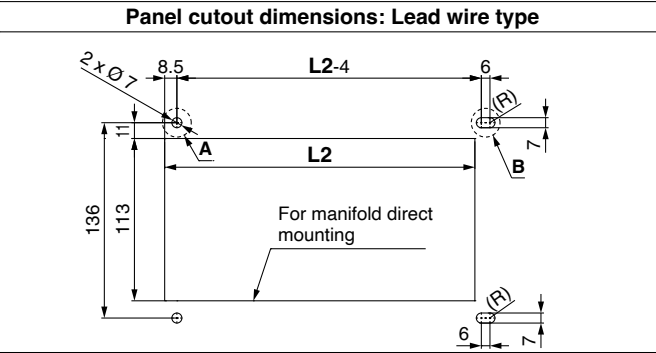 Panel cutout dimensions: Lead wire type
2 x Ø 7
8.5
L2-4
6
(R)
7
11
A
L2
B
136
113
For manifold direct
mounting
(R)
6
7